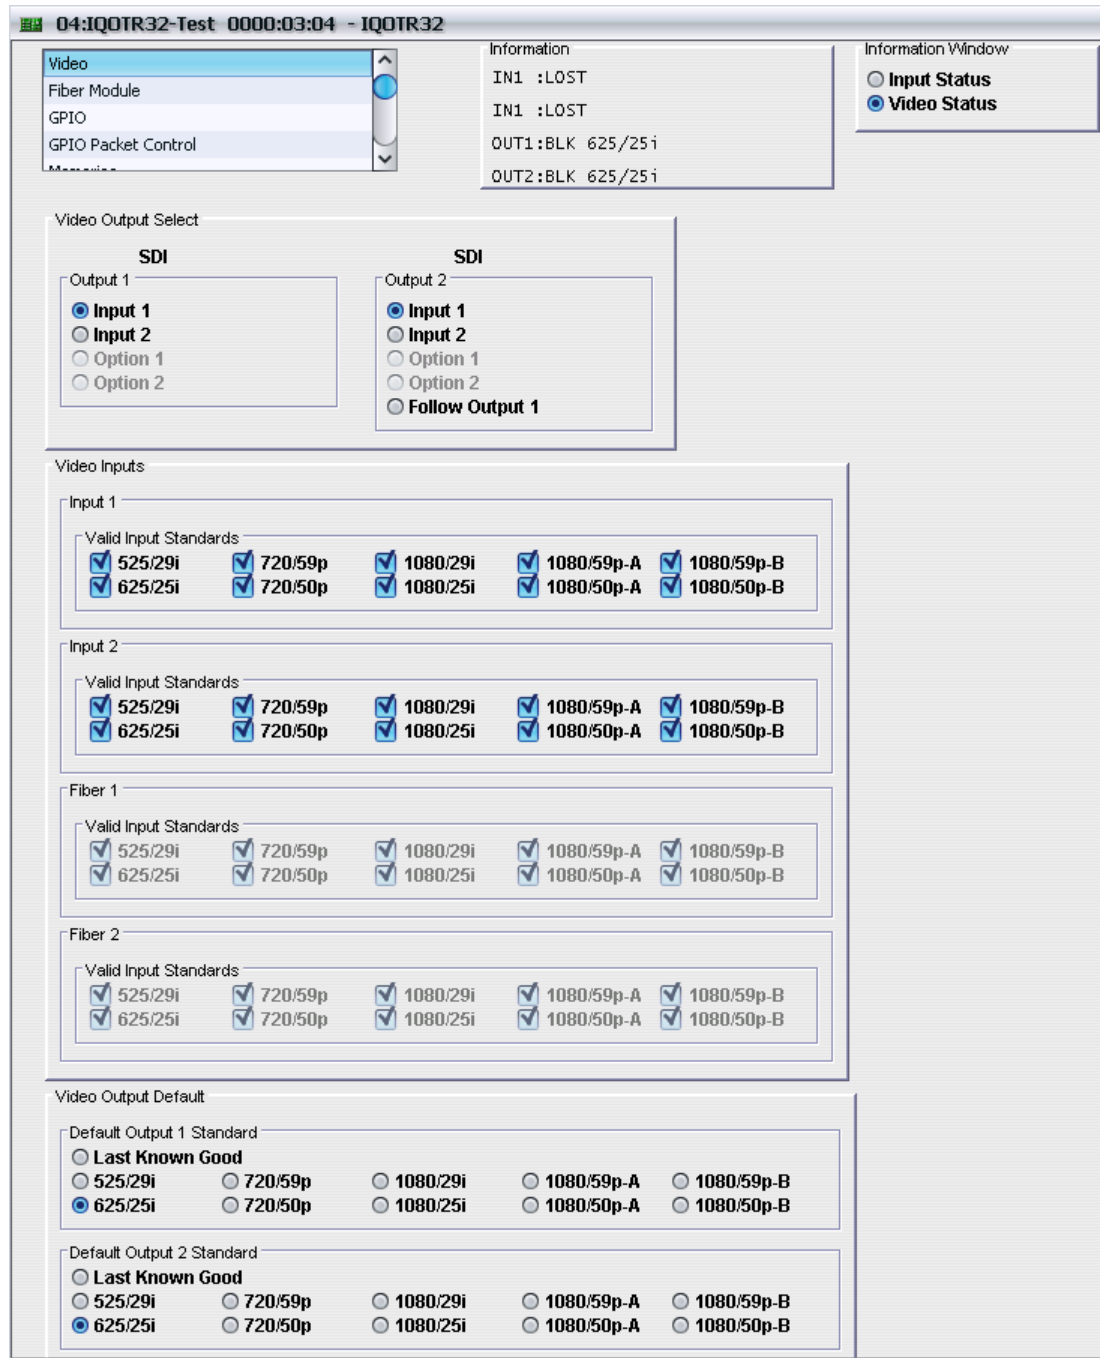 04:IQOTR32-Test 0000:03:04 - IQOTR32
Video
Fiber Module
GPIO
GPIO Packet Control
Memories
Information
IN1 :LOST
IN1 :LOST
OUT1:BLK 625/25i
OUT2:BLK 625/25i
Information Window
Input Status
Video Status
Video Output Select
SDI
Output 1
Input 1
Input 2
Option 1
Option 2
SDI
Output 2
Input 1
Input 2
Option 1
Option 2
Follow Output 1
Video Inputs
Input 1
Valid Input Standards
525/29i 720/59p 1080/29i 1080/59p-A 1080/59p-B
625/25i 720/50p 1080/25i 1080/50p-A 1080/50p-B
Input 2
Valid Input Standards
525/29i 720/59p 1080/29i 1080/59p-A 1080/59p-B
625/25i 720/50p 1080/25i 1080/50p-A 1080/50p-B
Fiber 1
Valid Input Standards
525/29i 720/59p 1080/29i 1080/59p-A 1080/59p-B
625/25i 720/50p 1080/25i 1080/50p-A 1080/50p-B
Fiber 2
Valid Input Standards
525/29i 720/59p 1080/29i 1080/59p-A 1080/59p-B
625/25i 720/50p 1080/25i 1080/50p-A 1080/50p-B
Video Output Default
Default Output 1 Standard
Last Known Good
525/29i 720/59p 1080/29i 1080/59p-A 1080/59p-B
625/25i 720/50p 1080/25i 1080/50p-A 1080/50p-B
Default Output 2 Standard
Last Known Good
525/29i 720/59p 1080/29i 1080/59p-A 1080/59p-B
625/25i 720/50p 1080/25i 1080/50p-A 1080/50p-B